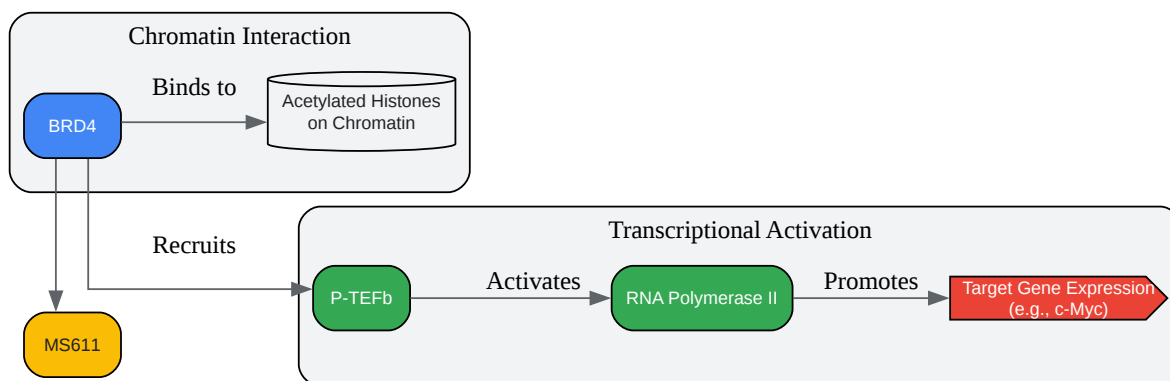 Chromatin Interaction
Binds to
BRD4
Acetylated Histones
on Chromatin
Recruits
Transcriptional Activation
P-TEFb
Activates
RNA Polymerase II
Promotes
Target Gene Expression
(e.g., c-Myc)
MS611